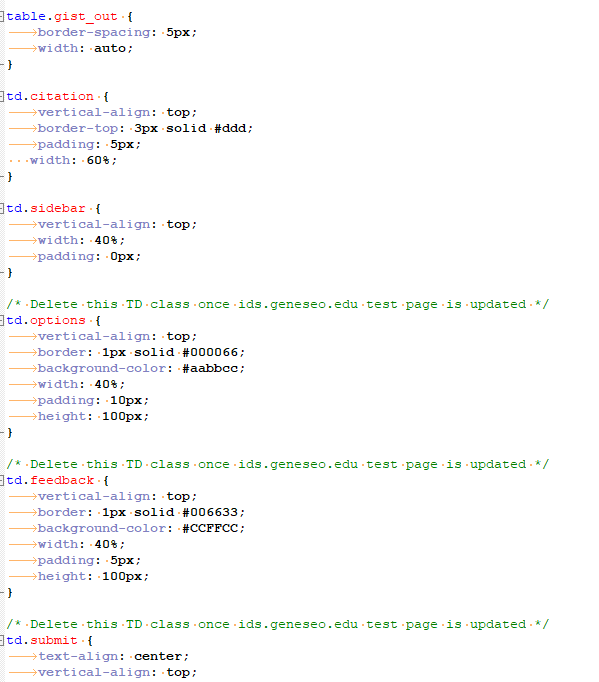 table.gist_out {
border-spacing: 5px;
width: auto;
}
td.citation {
vertical-align: top;
border-top: 3px solid #ddd;
padding: 5px;
width: 60%;
}
td.sidebar {
vertical-align: top;
width: 40%;
padding: 0px;
}
/* Delete this TD class once ids.geneseo.edu test page is updated */
td.options {
vertical-align: top;
border: 1px solid #000066;
background-color: #aabbcc;
width: 40%;
padding: 10px;
height: 100px;
}
/* Delete this TD class once ids.geneseo.edu test page is updated */
td.feedback {
vertical-align: top;
border: 1px solid #006633;
background-color: #CCFFCC;
width: 40%;
padding: 5px;
height: 100px;
}
/* Delete this TD class once ids.geneseo.edu test page is updated */
td.submit {
text-align: center;
vertical-align: top;